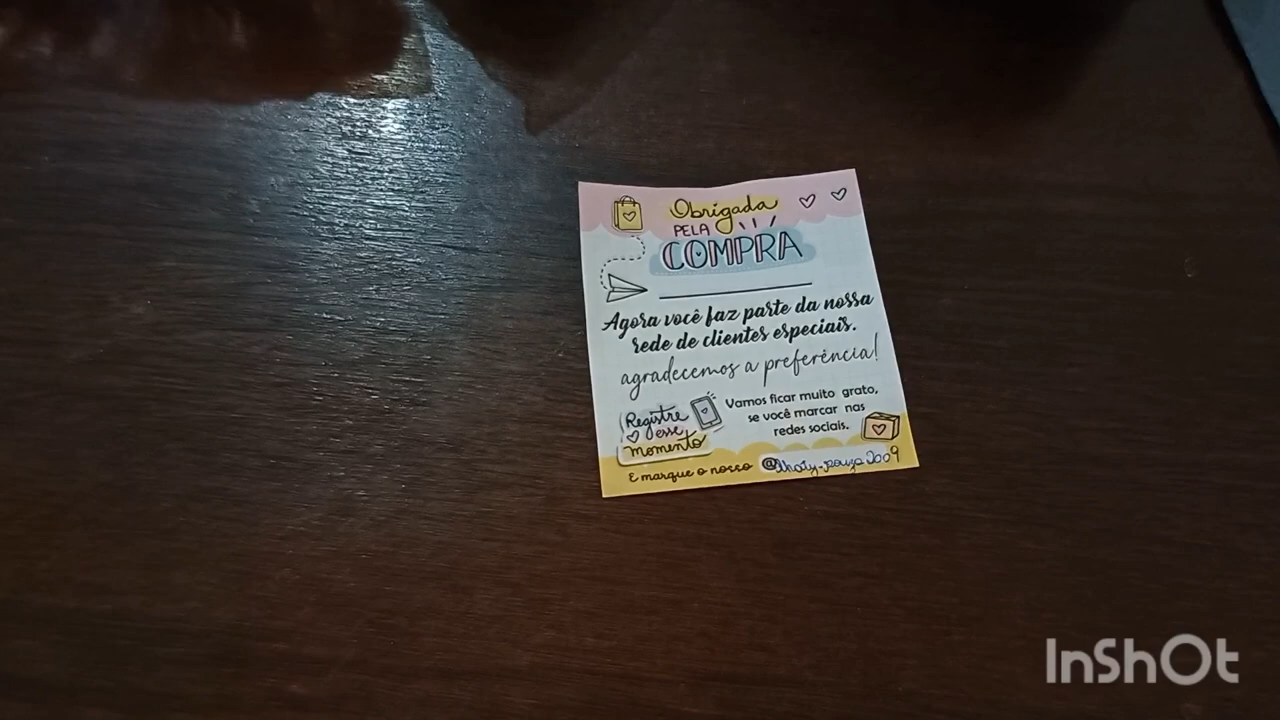 Obrigada
PELA
COMPRA
Agora você faz parte da nossa
rede de clientes especiais.
agradecemos a preferência!
Vamos ficar muito grato,
se você marcar nas
redes sociais.
Registre
esse
momento
E marque o nosso
InShOt